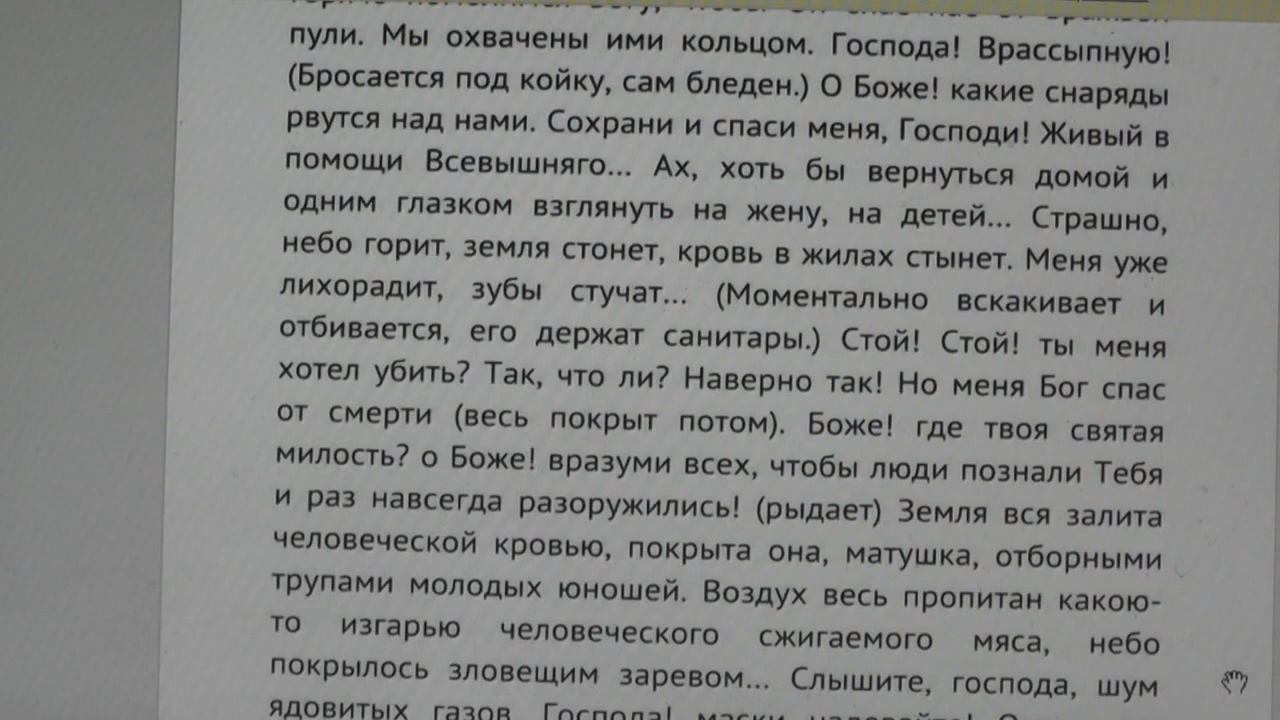 пули. Мы охвачены ими кольцом. Господа! Врассыпную!
(Бросается под койку, сам бледен.) О Боже! какие снаряды
рвутся над нами. Сохрани и спаси меня, Господи! Живый в
помощи Всевышняго... Ах, хоть бы вернуться домой и
одним глазком взглянуть на жену, на детей... Страшно,
небо горит, земля стонет, кровь в жилах стынет. Меня уже
лихорадит, зубы стучат... (Моментально вскакивает и
отбивается, его держат санитары.) Стой! Стой! ты меня
хотел убить? Так, что ли? Наверно так! Но меня Бог спас
от смерти (весь покрыт потом). Боже! где твоя святая
милость? о Боже! вразуми всех, чтобы люди познали Тебя
и раз навсегда разоружились! (рыдает) Земля вся залита
человеческой кровью, покрыта она, матушка, отборными
трупами молодых юношей. Воздух весь пропитан какою-
то изгарью человеческого сжигаемого мяса, небо
покрылось зловещим заревом... Слышите, господа, шум
ядовитых газов. Господа! маски надевайте!